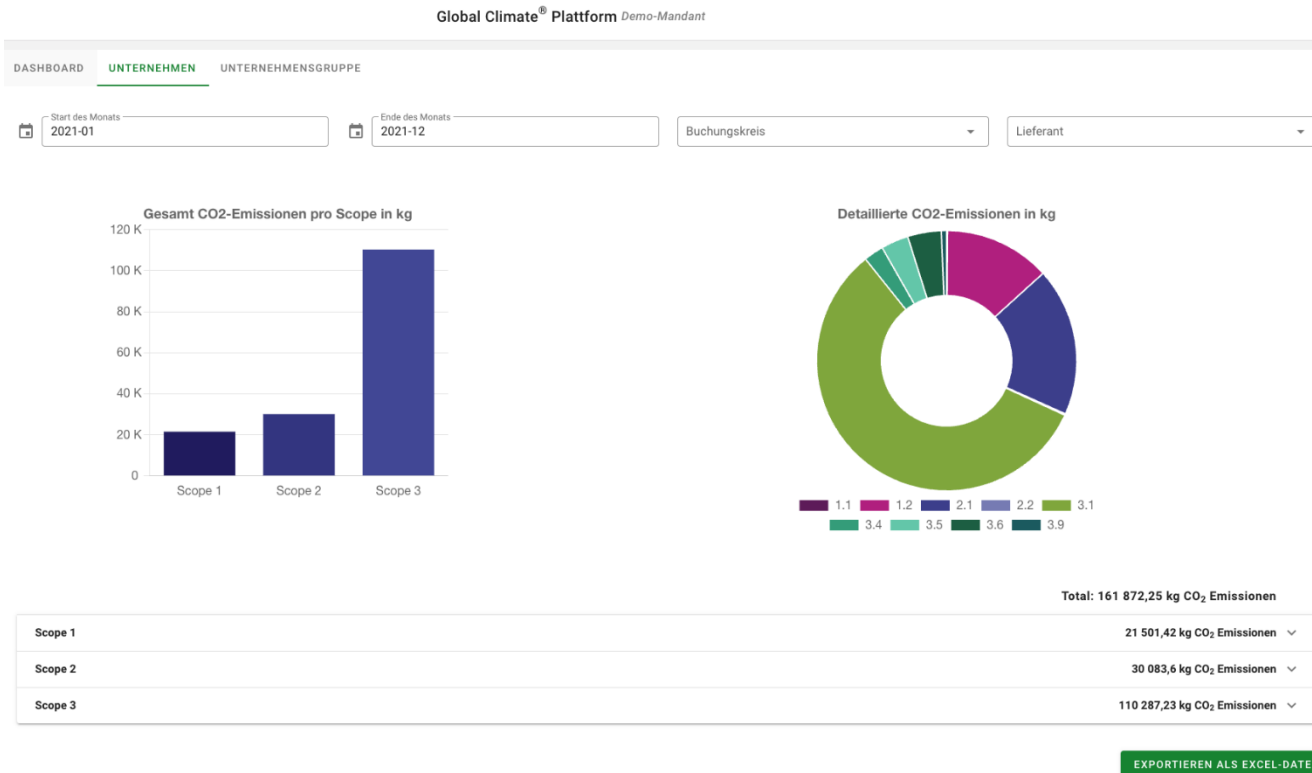 Global Climate® Plattform Demo-Mandant
DASHBOARD UNTERNEHMEN UNTERNEHMENSGRUPPE
Start des Monats
2021-01
Ende des Monats
2021-12
Buchungskreis
Lieferant
Gesamt CO2-Emissionen pro Scope in kg
120 K
100 K
80 K
60 K
40 K
20 K
0
Scope 1 Scope 2 Scope 3
Detaillierte CO2-Emissionen in kg
1.1 1.2 2.1 2.2 3.1
3.4 3.5 3.6 3.9
Total: 161 872,25 kg CO₂ Emissionen
Scope 1 21 501,42 kg CO₂ Emissionen
Scope 2 30 083,6 kg CO₂ Emissionen
Scope 3 110 287,23 kg CO₂ Emissionen
EXPORTIEREN ALS EXCEL-DATE